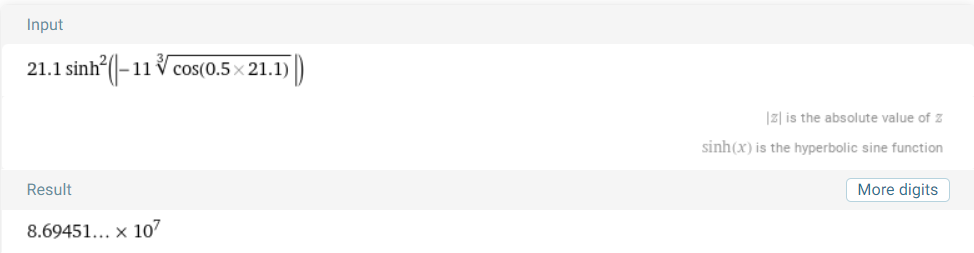 Input
21.1 sinh²(|−11 ∛cos(0.5×21.1)|)
|z| is the absolute value of z
sinh(x) is the hyperbolic sine function
Result
More digits
8.69451... × 10⁷